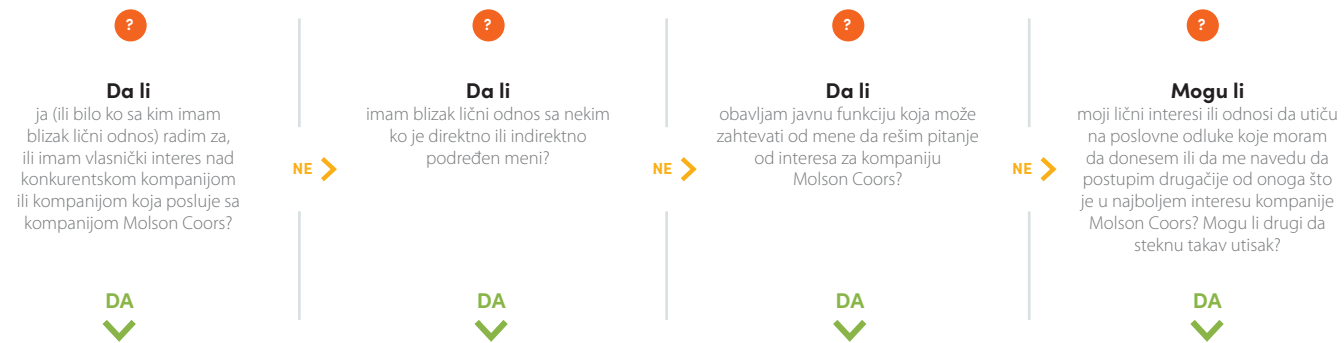 ?
Da li
ja (ili bilo ko sa kim imam
blizak lični odnos) radim za,
ili imam vlasnički interes nad
konkurentskom kompanijom
ili kompanijom koja posluje sa
kompanijom Molson Coors?
DA
NE
?
Da li
imam blizak lični odnos sa nekim
ko je direktno ili indirektno
podređen meni?
DA
NE
?
Da li
obavljam javnu funkciju koja može
zahtevati od mene da rešim pitanje
od interesa za kompaniju
Molson Coors?
DA
NE
?
Mogu li
moji lični interesi ili odnosi da utiču
na poslovne odluke koje moram
da donesem ili da me navedu da
postupim drugačije od onoga što
je u najboljem interesu kompanije
Molson Coors? Mogu li drugi da
steknu takav utisak?
DA